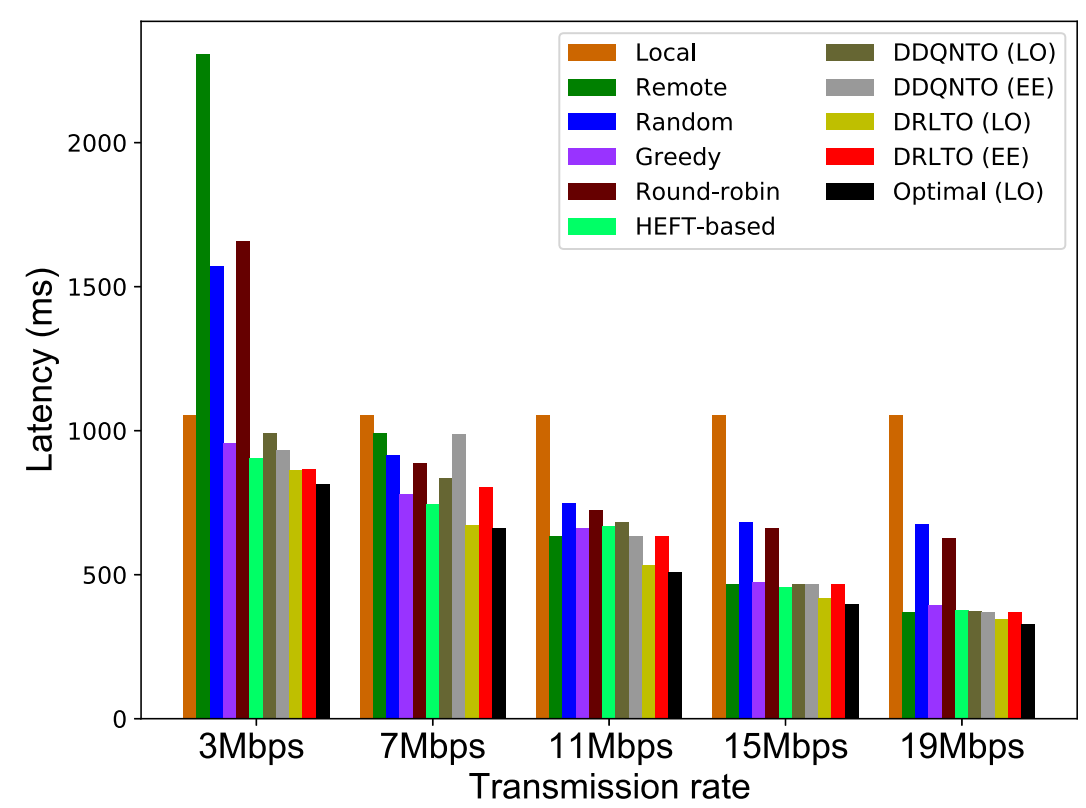 Latency (ms)
2000
1500
1000
500
0
Local
Remote
Random
Greedy
Round-robin
HEFT-based
DDQNTO (LO)
DDQNTO (EE)
DRLTO (LO)
DRLTO (EE)
Optimal (LO)
3Mbps 7Mbps 11Mbps 15Mbps 19Mbps
Transmission rate